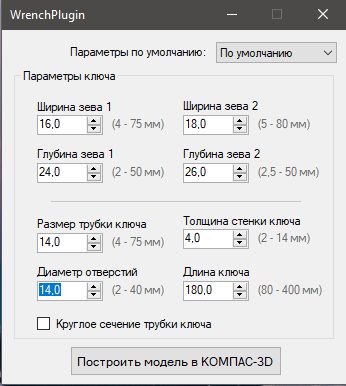 WrenchPlugin
Параметры по умолчанию: По умолчанию
Параметры ключа
Ширина зева 1 Ширина зева 2
16,0 (4 - 75 мм) 18,0 (5 - 80 мм)
Глубина зева 1 Глубина зева 2
24,0 (2 - 50 мм) 26,0 (2,5 - 50 мм)
Размер трубки ключа Толщина стенки ключа
14,0 (4 - 75 мм) 4,0 (2 - 14 мм)
Диаметр отверстий Длина ключа
14,0 (2 - 40 мм) 180,0 (80 - 400 мм)
Круглое сечение трубки ключа
Построить модель в КОМПАС-3D